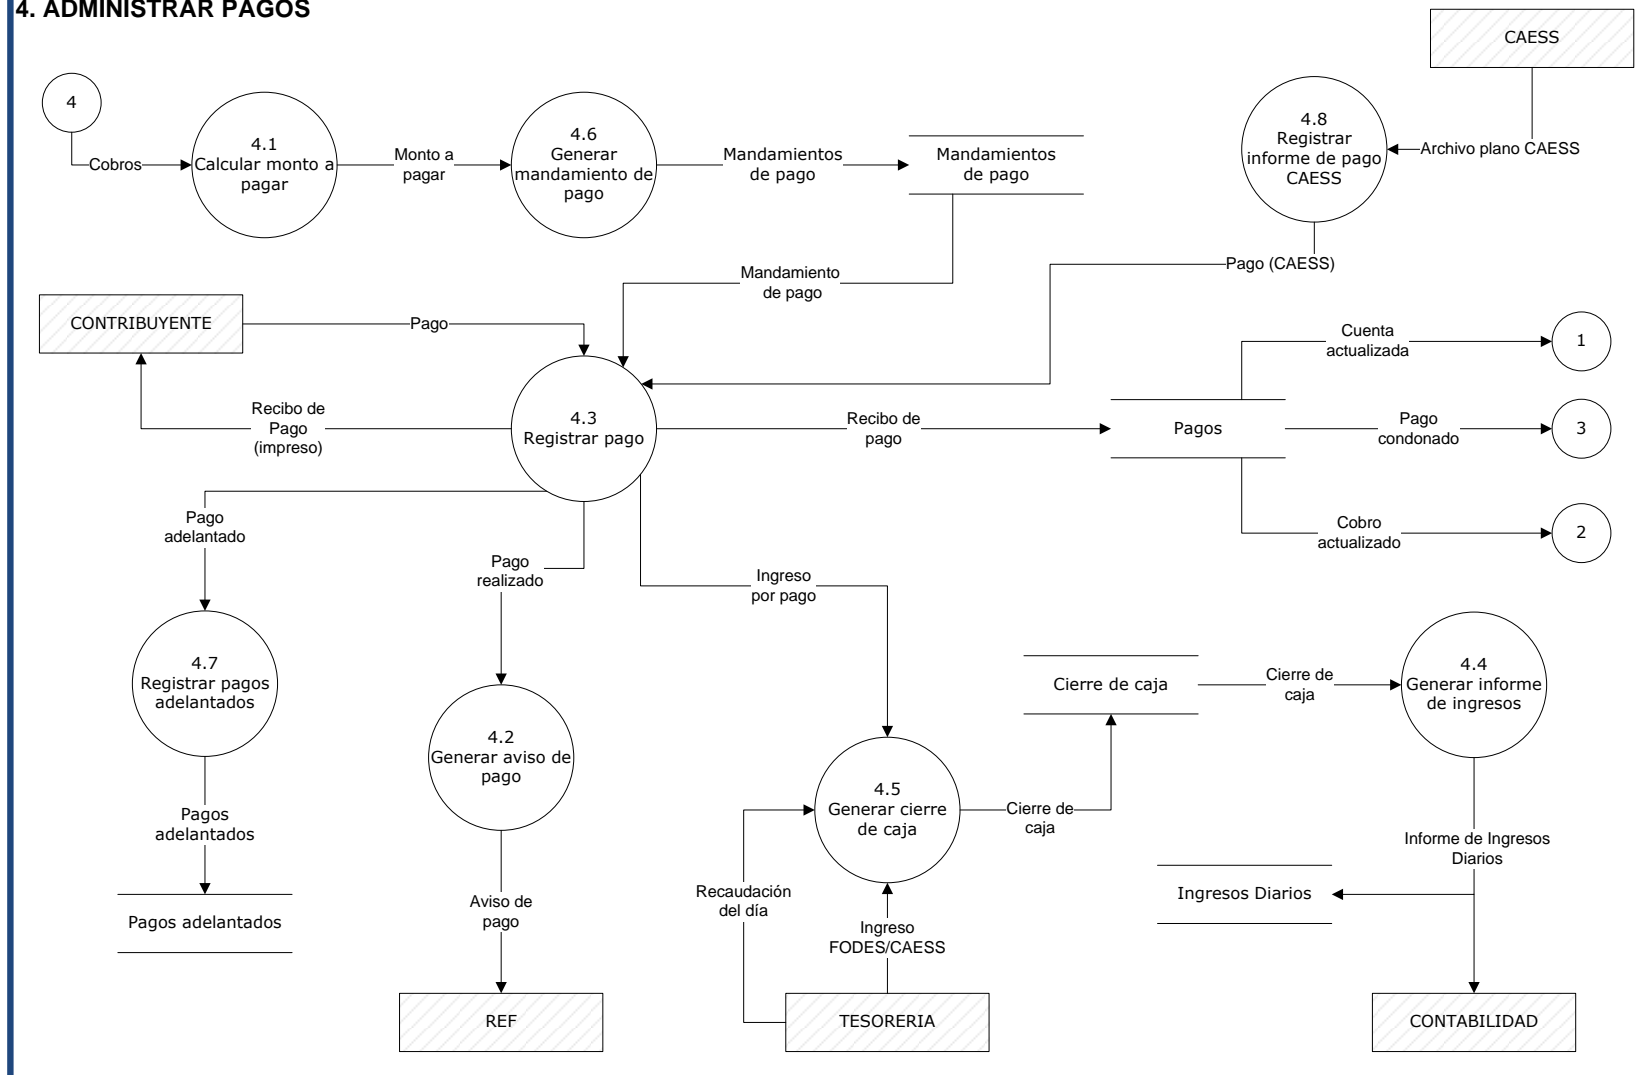 4. ADMINISTRAR PAGOS
CAESS
4
4.1
Calcular monto a
pagar
4.6
Generar
mandamiento de
pago
4.8
Registrar
informe de pago
CAESS
Cobros
Monto a
pagar
Mandamientos
de pago
Mandamientos
de pago
Archivo plano CAESS
Pago (CAESS)
Mandamiento
de pago
CONTRIBUYENTE
Pago
Cuenta
actualizada
1
Recibo de
Pago
(impreso)
4.3
Registrar pago
Recibo de
pago
Pagos
Pago
condonado
3
Pago
adelantado
Cobro
actualizado
2
Pago
realizado
Ingreso
por pago
4.7
Registrar pagos
adelantados
Cierre de caja
Cierre de
caja
4.4
Generar informe
de ingresos
4.2
Generar aviso de
pago
4.5
Generar cierre
de caja
Cierre de
caja
Pagos
adelantados
Informe de Ingresos
Diarios
Recaudación
del día
Aviso de
pago
Ingresos Diarios
Pagos adelantados
Ingreso
FODES/CAESS
REF
TESORERIA
CONTABILIDAD